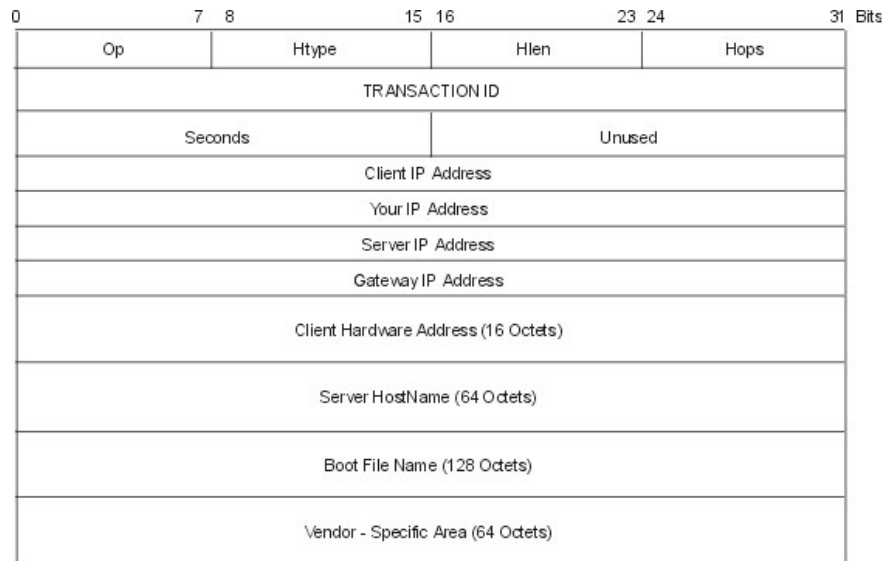 0 7 8 15 16 23 24 31 Bits
Op Htype Hlen Hops
TRANSACTION ID
Seconds Unused
Client IP Address
Your IP Address
Server IP Address
Gateway IP Address
Client Hardware Address (16 Octets)
Server HostName (64 Octets)
Boot File Name (128 Octets)
Vendor - Specific Area (64 Octets)